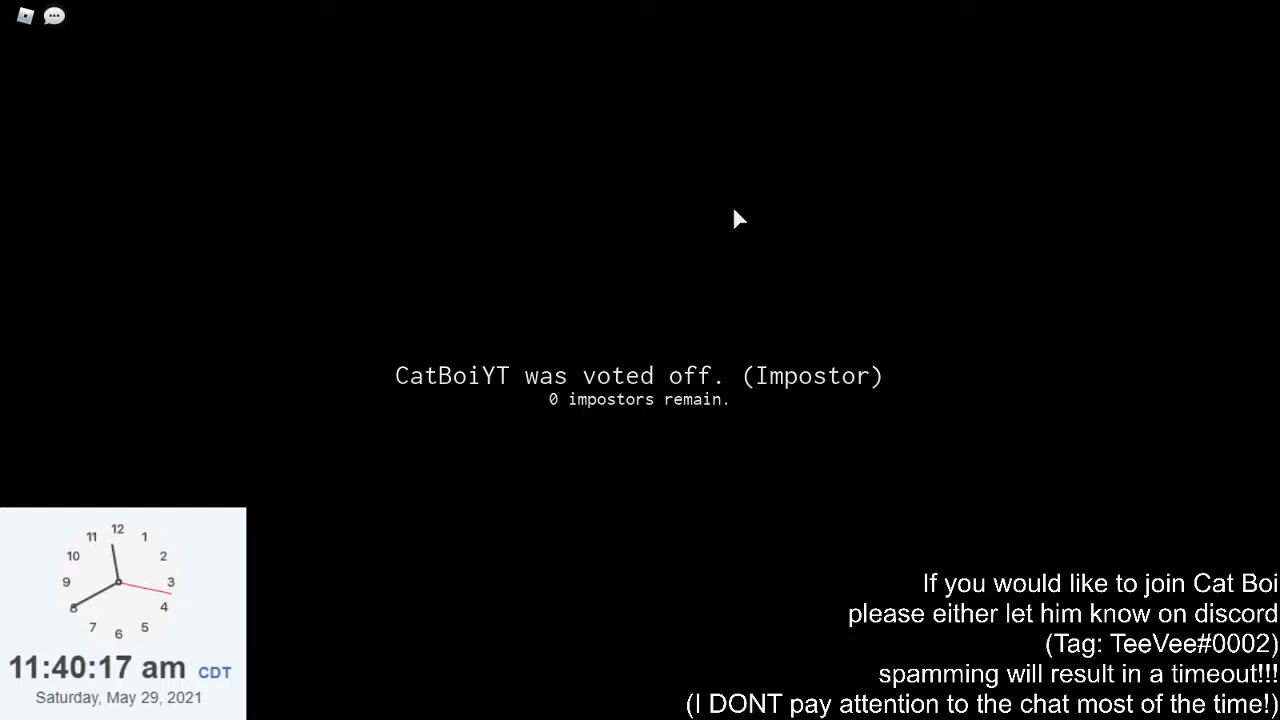 CatBoiYT was voted off. (Impostor)
0 impostors remain.
12
11
1
10
2
9
3
8
4
7
5
6
11:40:17 am CDT
Saturday, May 29, 2021
If you would like to join Cat Boi
please either let him know on discord
(Tag: TeeVee#0002)
spamming will result in a timeout!!!
(I DONT pay attention to the chat most of the time!)